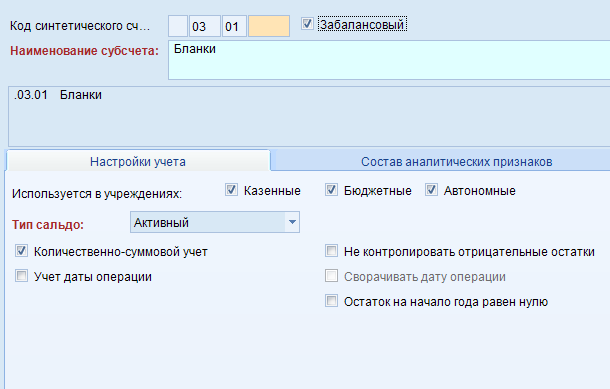 Код синтетического сч... 03 01 Забалансовый
Наименование субсчета: Бланки
.03.01 Бланки
Настройки учета Состав аналитических признаков
Используется в учреждениях: Казенные Бюджетные Автономные
Тип сальдо: Активный
Количественно-суммовой учет Не контролировать отрицательные остатки
Учет даты операции Сворачивать дату операции
Остаток на начало года равен нулю